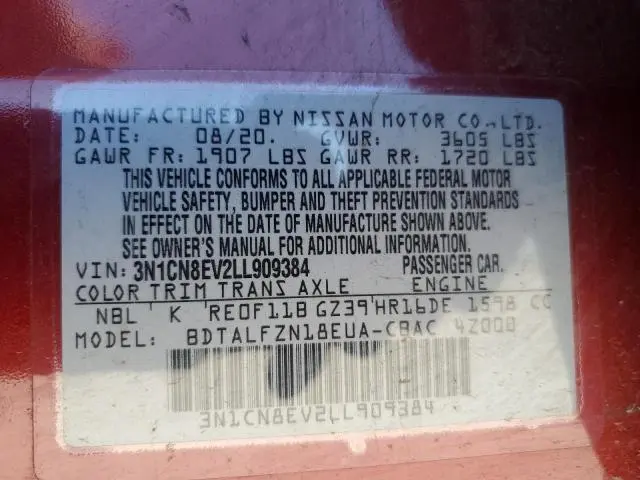 MANUFACTURED BY NISSAN MOTOR CO.,LTD.
DATE: 08/20. GVWR: 3605 LBS
GAWR FR: 1907 LBS GAWR RR: 1720 LBS
THIS VEHICLE CONFORMS TO ALL APPLICABLE FEDERAL MOTOR
VEHICLE SAFETY, BUMPER AND THEFT PREVENTION STANDARDS
IN EFFECT ON THE DATE OF MANUFACTURE SHOWN ABOVE.
SEE OWNER'S MANUAL FOR ADDITIONAL INFORMATION.
VIN: 3N1CN8EV2LL909384 PASSENGER CAR.
COLOR TRIM TRANS AXLE ENGINE
NBL K RE0F11B GZ39 HR16DE 1598 CC
MODEL: BDTALFZN18EUA-CBAC 4Z000
3N1CN8EV2LL909384